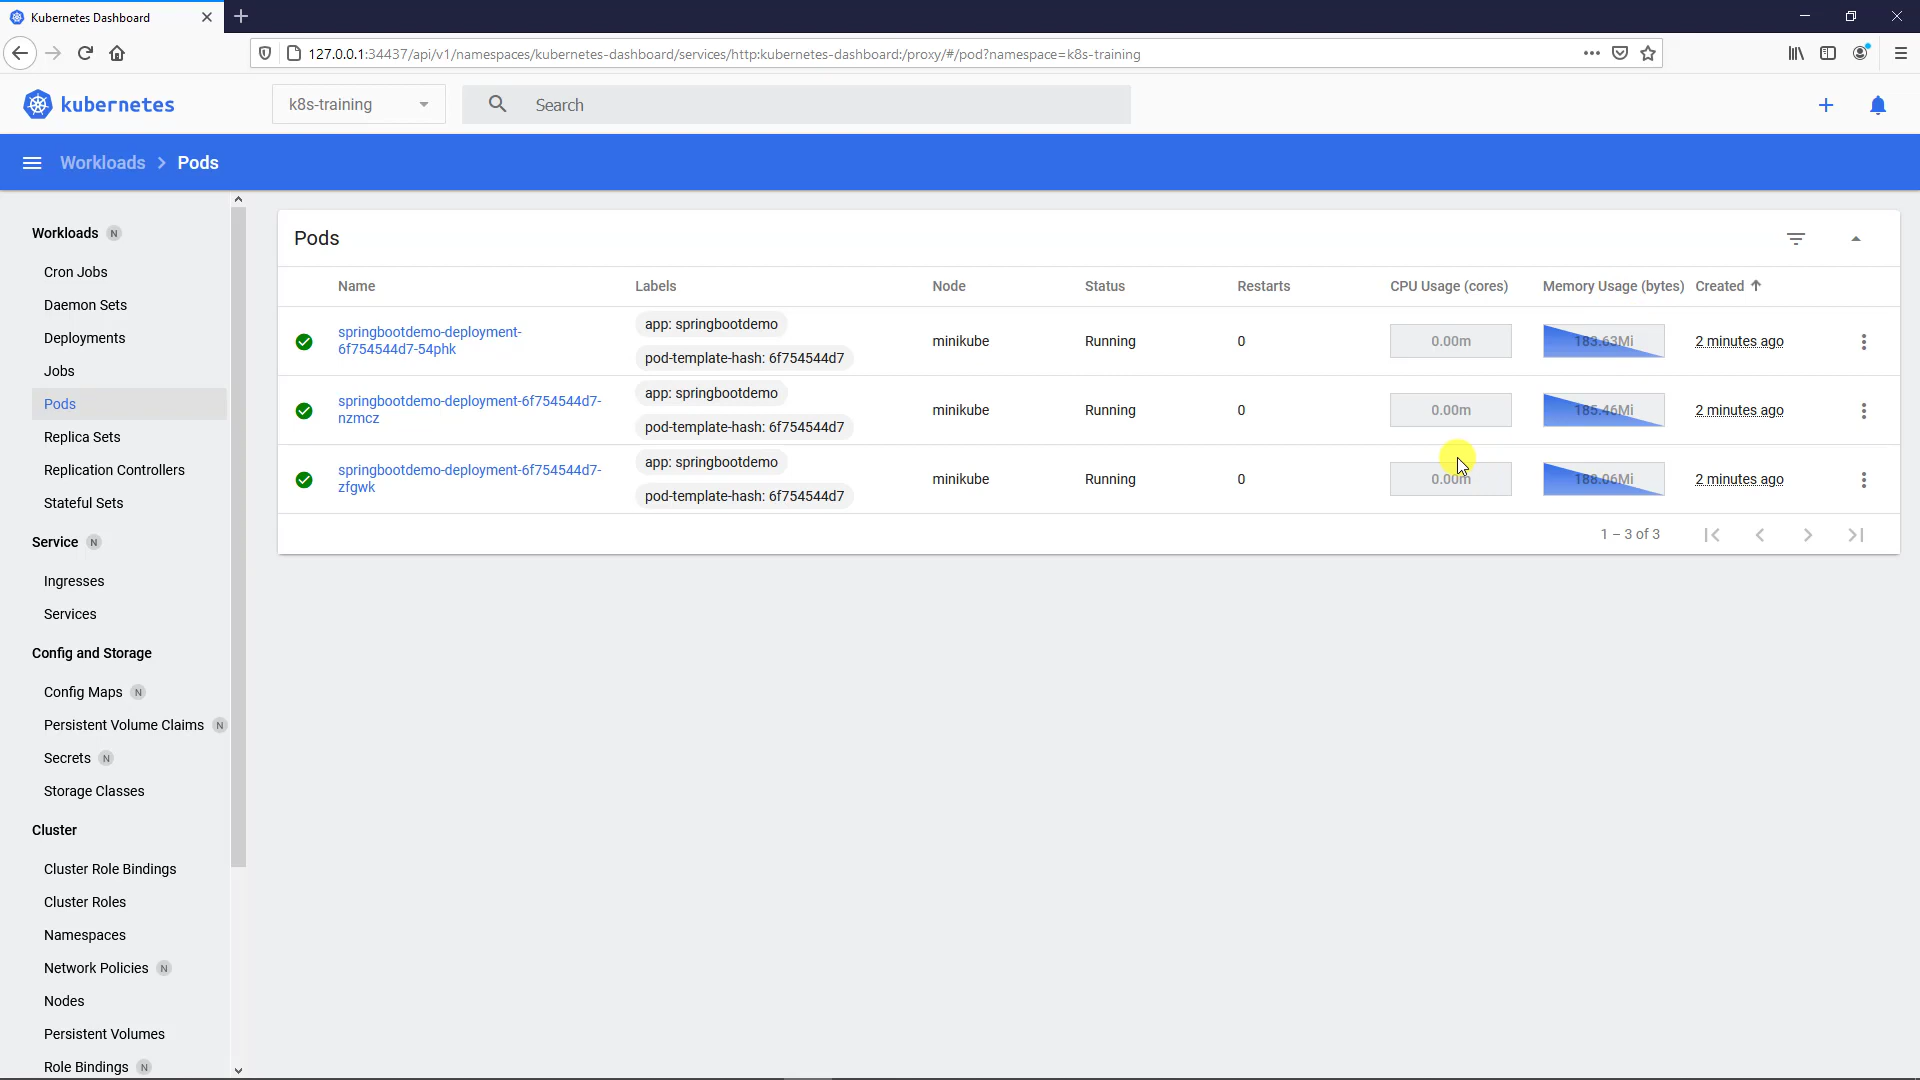 Kubernetes Dashboard
127.0.0.1:34437/api/v1/namespaces/kubernetes-dashboard/services/http:kubernetes-dashboard:/proxy/#/pod?namespace=k8s-training
kubernetes
k8s-training
Search
Workloads
Pods
Workloads N
Cron Jobs
Daemon Sets
Deployments
Jobs
Pods
Replica Sets
Replication Controllers
Stateful Sets
Service N
Ingresses
Services
Config and Storage
Config Maps N
Persistent Volume Claims N
Secrets N
Storage Classes
Cluster
Cluster Role Bindings
Cluster Roles
Namespaces
Network Policies N
Nodes
Persistent Volumes
Role Bindings N
Pods
Name Labels Node Status Restarts CPU Usage (cores) Memory Usage (bytes) Created
springbootdemo-deployment-
6f754544d7-54phk
app: springbootdemo
pod-template-hash: 6f754544d7
minikube Running 0 0.00m 183.63Mi 2 minutes ago
springbootdemo-deployment-6f754544d7-
nzmcz
app: springbootdemo
pod-template-hash: 6f754544d7
minikube Running 0 0.00m 185.46Mi 2 minutes ago
springbootdemo-deployment-6f754544d7-
zfgwk
app: springbootdemo
pod-template-hash: 6f754544d7
minikube Running 0 0.00m 188.06Mi 2 minutes ago
1 – 3 of 3